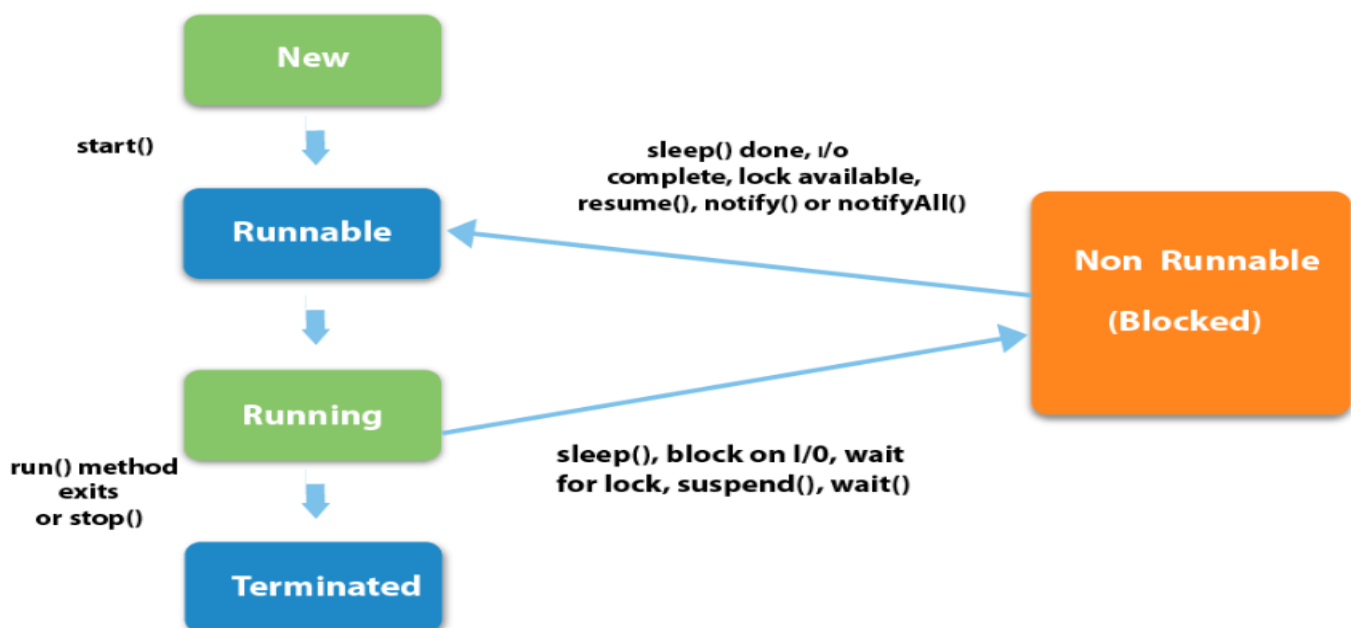 New
start()
sleep() done, ı/o
complete, lock available,
resume(), notify() or notifyAll()
Runnable
Non Runnable
(Blocked)
Running
sleep(), block on l/0, wait
for lock, suspend(), wait()
run() method
exits
or stop()
Terminated